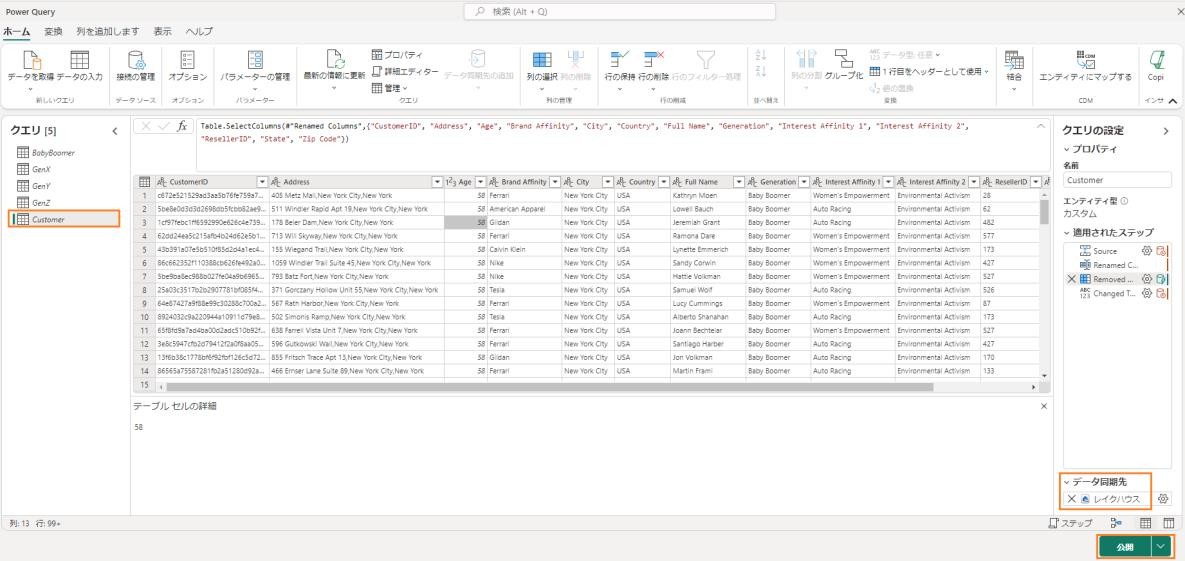 Power Query
検索 (Alt + Q)
ホーム 変換 列を追加します 表示 ヘルプ
データを取得 データの入力 接続の管理 オプション パラメーターの管理 最新の情報に更新 プロパティ 詳細エディター 管理 データ同期先の追加 列の選択 列の削除 行の保持 行の削除 行のフィルター処理 列の分割 グループ化 データ型: 任意 1 行目をヘッダーとして使用 値の置換 結合 エンティティにマップする Copi
新しいクエリ データ ソース オプション パラメーター クエリ 列の管理 行の削減 並べ替え 変換 CDM インサ
クエリ [5]
BabyBoomer
GenX
GenY
GenZ
Customer
fx Table.SelectColumns(#"Renamed Columns",{"CustomerID", "Address", "Age", "Brand Affinity", "City", "Country", "Full Name", "Generation", "Interest Affinity 1", "Interest Affinity 2",
"ResellerID", "State", "Zip Code"})
CustomerID Address Age Brand Affinity City Country Full Name Generation Interest Affinity 1 Interest Affinity 2 ResellerID
1 405 Metz Mall,New York City,New York 58 Ferrari New York City USA Kathryn Moen Baby Boomer Women's Empowerment Environmental Activism 28
2 511 Windler Rapid Apt 19,New York City,New York 58 American Apparel New York City USA Lowell Bauch Baby Boomer Auto Racing Environmental Activism 62
3 178 Beier Dam,New York City,New York 58 Gildan New York City USA Jeremiah Grant Baby Boomer Auto Racing Environmental Activism 482
4 713 Will Skyway,New York City,New York 58 Ferrari New York City USA Ramona Dare Baby Boomer Women's Empowerment Environmental Activism 577
5 155 Wiegand Trail,New York City,New York 58 Calvin Klein New York City USA Lynette Emmerich Baby Boomer Women's Empowerment Environmental Activism 173
6 1059 Windler Trail Suite 45,New York City,New York 58 Nike New York City USA Sandy Corwin Baby Boomer Auto Racing Environmental Activism 427
7 793 Batz Fort,New York City,New York 58 Nike New York City USA Hattie Volkman Baby Boomer Women's Empowerment Environmental Activism 527
8 371 Gorczany Hollow Unit 55,New York City,New York 58 Tesla New York City USA Samuel Wolf Baby Boomer Auto Racing Environmental Activism 526
9 567 Rath Harbor,New York City,New York 58 Ferrari New York City USA Lucy Cummings Baby Boomer Women's Empowerment Environmental Activism 87
10 502 Simonis Ramp,New York City,New York 58 Tesla New York City USA Alberto Shanahan Baby Boomer Auto Racing Environmental Activism 173
11 638 Farrell Vista Unit 7,New York City,New York 58 Ferrari New York City USA Joann Bechtelar Baby Boomer Women's Empowerment Environmental Activism 527
12 596 Gutkowski Wall,New York City,New York 58 Ferrari New York City USA Santiago Harber Baby Boomer Auto Racing Environmental Activism 427
13 855 Fritsch Trace Apt 13,New York City,New York 58 Gildan New York City USA Jon Volkman Baby Boomer Auto Racing Environmental Activism 170
14 466 Ernser Lane Suite 89,New York City,New York 58 Ferrari New York City USA Martin Frami Baby Boomer Auto Racing Environmental Activism 133
15
テーブル セルの詳細
58
クエリの設定
プロパティ
名前
Customer
エンティティ型
カスタム
適用されたステップ
Source
Renamed C...
Removed ...
Changed T...
データ同期先
レイクハウス
列: 13 行: 99+
ステップ
公開